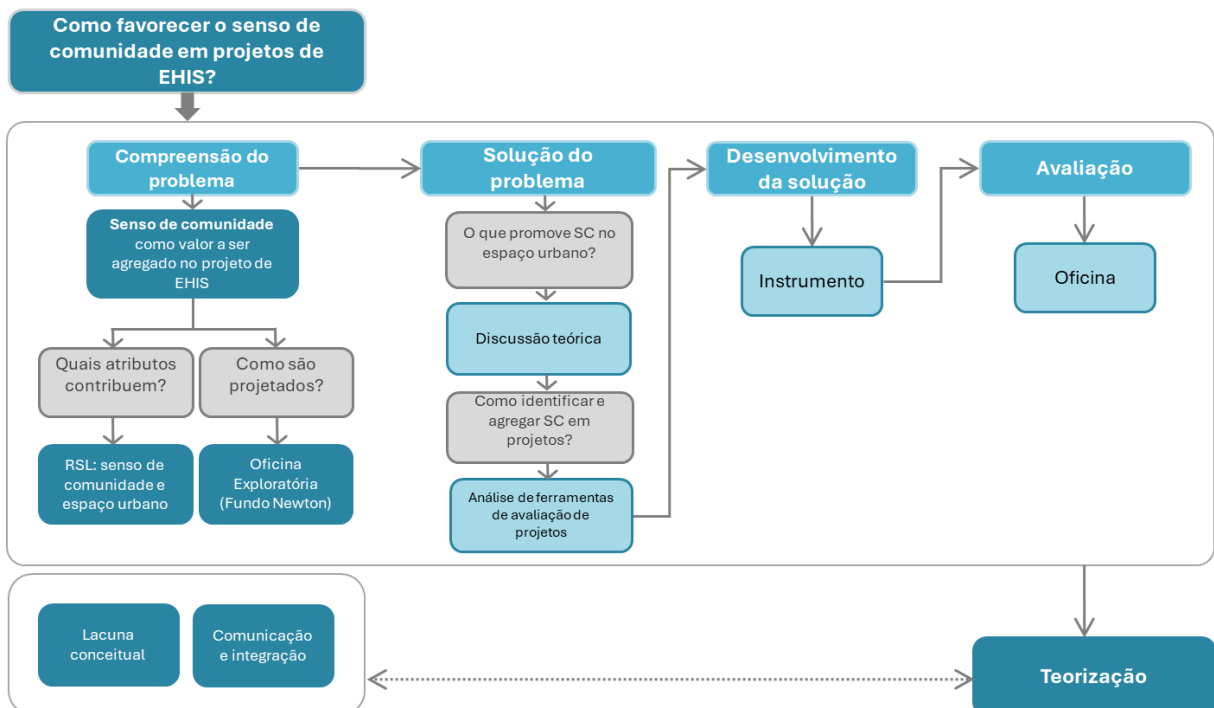 Como favorecer o senso de
comunidade em projetos de
EHIS?
Compreensão do
problema
Senso de comunidade
como valor a ser
agregado no projeto de
EHIS
Quais atributos
contribuem?
Como são
projetados?
RSL: senso de
comunidade e
espaço urbano
Oficina
Exploratória
(Fundo Newton)
Solução do
problema
O que promove SC no
espaço urbano?
Discussão teórica
Como identificar e
agregar SC em
projetos?
Análise de ferramentas
de avaliação de
projetos
Desenvolvimento
da solução
Instrumento
Avaliação
Oficina
Lacuna
conceitual
Comunicação
e integração
Teorização